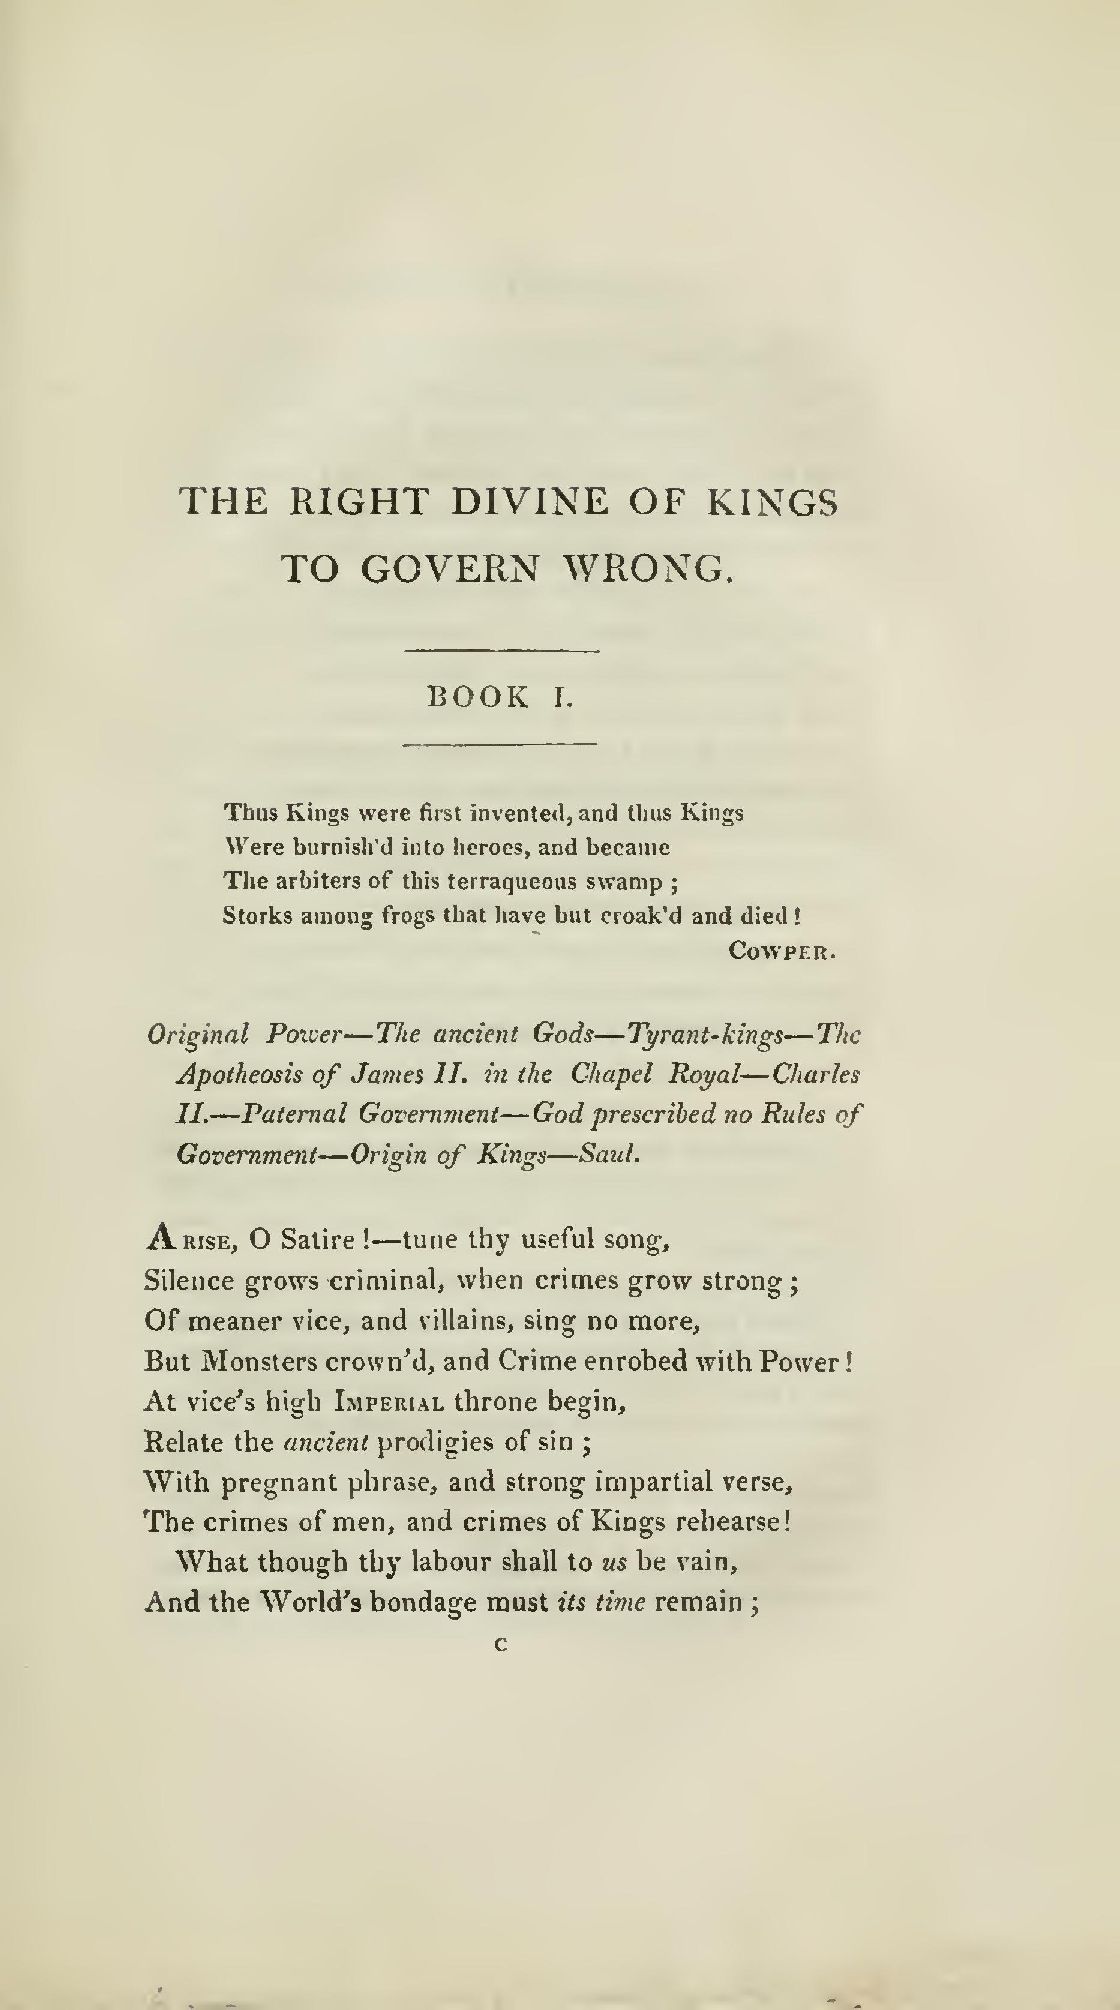 THE RIGHT DIVINE OF KINGS
TO GOVERN WRONG.
BOOK I.
Thus Kings were first invented, and thus Kings
Were burnish'd into heroes, and became
The arbiters of this terraqueous swamp ;
Storks among frogs that have but croak'd and died !
COWPER.
Original Power—The ancient Gods—Tyrant-kings—The
Apotheosis of James II. in the Chapel Royal—Charles
II.—Paternal Government—God prescribed no Rules of
Government—Origin of Kings—Saul.
ARISE, O Satire !—tune thy useful song,
Silence grows criminal, when crimes grow strong ;
Of meaner vice, and villains, sing no more,
But Monsters crown'd, and Crime enrobed with Power !
At vice's high IMPERIAL throne begin,
Relate the ancient prodigies of sin ;
With pregnant phrase, and strong impartial verse,
The crimes of men, and crimes of Kings rehearse!
What though thy labour shall to us be vain,
And the World's bondage must its time remain ;
C